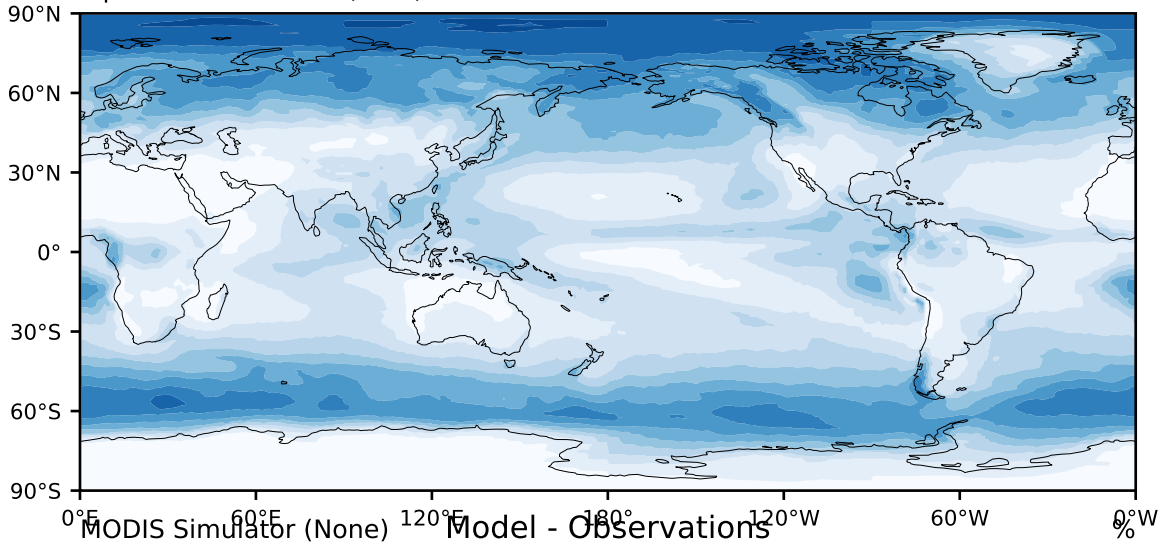 90°N
60°N
30°N
0°
30°S
60°S
90°S
0°E 60°E 120°E 180° 120°W 60°W 0°W
MODIS Simulator (None) Model - Observations %